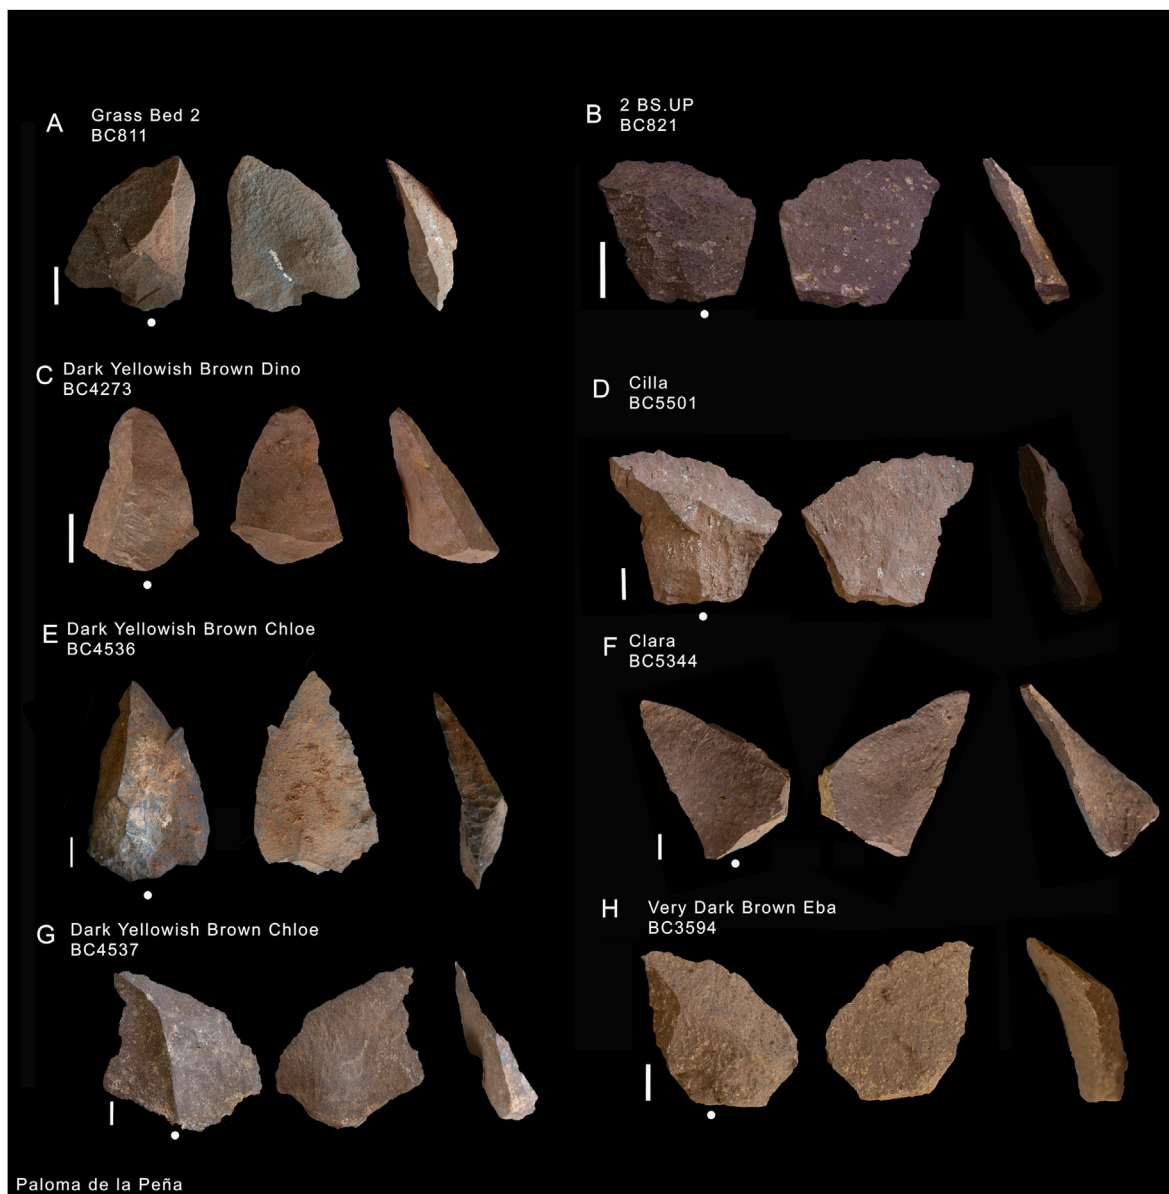 A
Grass Bed 2
BC811
B
2 BS.UP
BC821
C
Dark Yellowish Brown Dino
BC4273
D
Cilla
BC5501
E
Dark Yellowish Brown Chloe
BC4536
F
Clara
BC5344
G
Dark Yellowish Brown Chloe
BC4537
H
Very Dark Brown Eba
BC3594
Paloma de la Peña